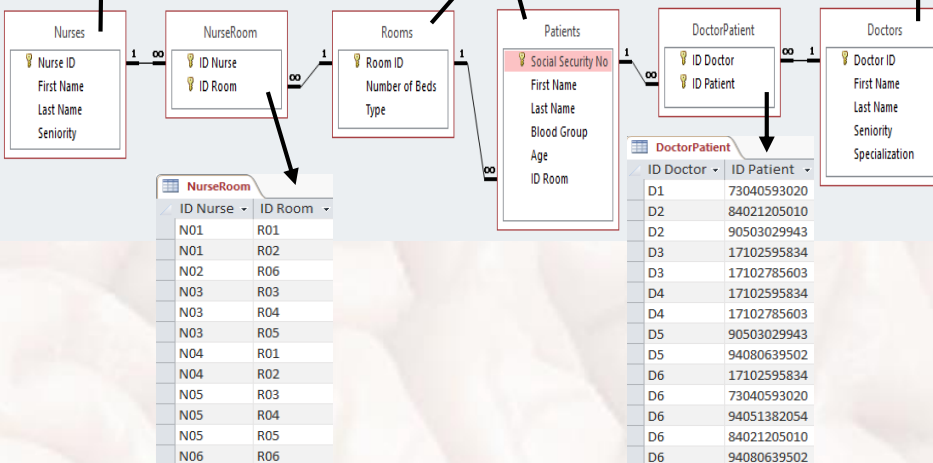 Nurses
Nurse ID
First Name
Last Name
Seniority
1 ∞
NurseRoom
ID Nurse
ID Room
∞ 1
Rooms
Room ID
Number of Beds
Type
1 ∞
Patients
Social Security No
First Name
Last Name
Blood Group
Age
ID Room
1 ∞
DoctorPatient
ID Doctor
ID Patient
∞ 1
Doctors
Doctor ID
First Name
Last Name
Seniority
Specialization
NurseRoom
ID Nurse ID Room
N01 R01
N01 R02
N02 R06
N03 R03
N03 R04
N03 R05
N04 R01
N04 R02
N05 R03
N05 R04
N05 R05
N06 R06
DoctorPatient
ID Doctor ID Patient
D1 73040593020
D2 84021205010
D2 90503029943
D3 17102595834
D3 17102785603
D4 17102595834
D4 17102785603
D5 90503029943
D5 94080639502
D6 17102595834
D6 73040593020
D6 94051382054
D6 84021205010
D6 94080639502